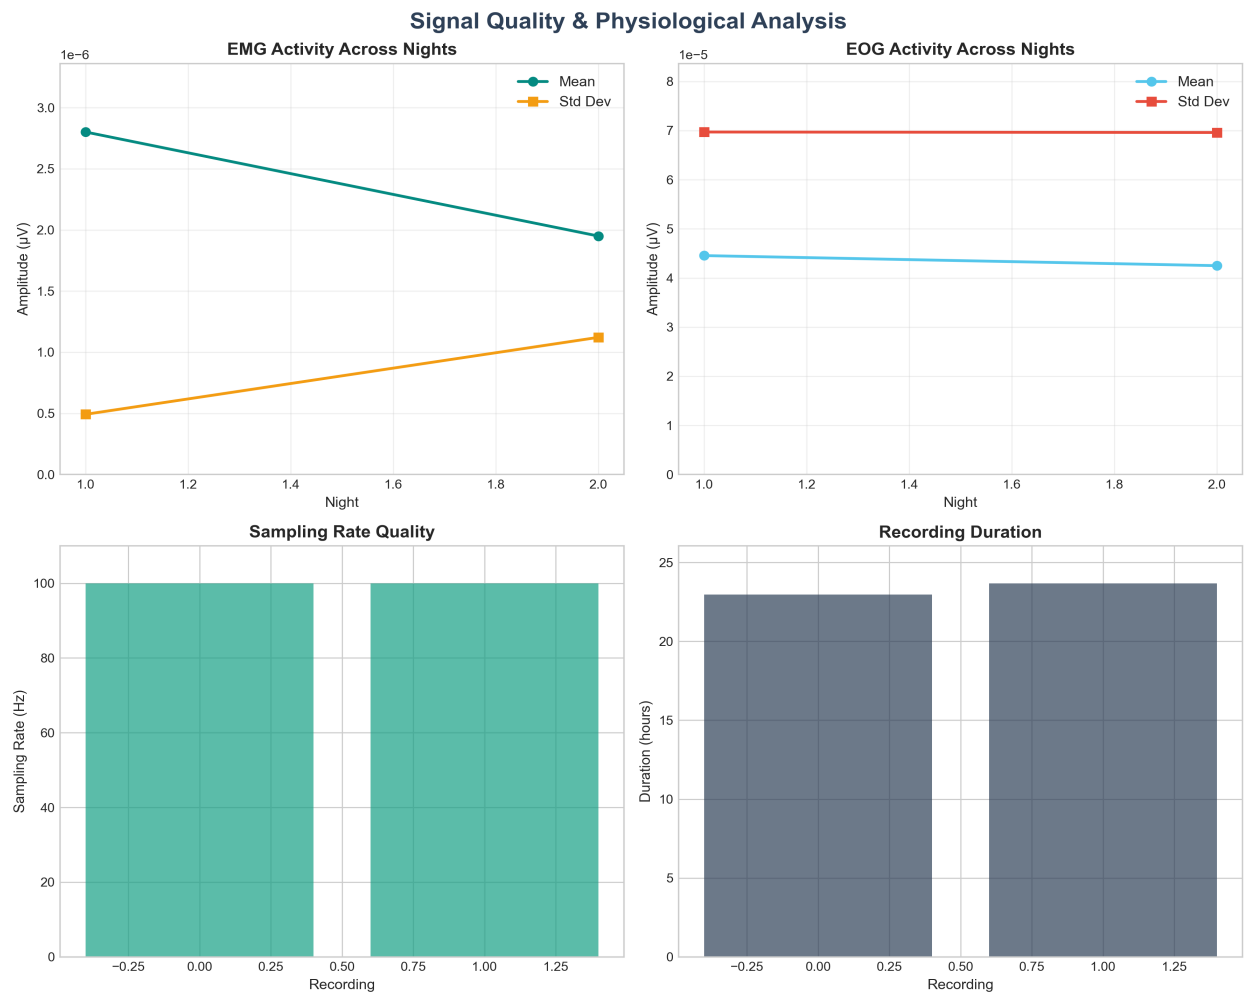 Signal Quality & Physiological Analysis
EMG Activity Across Nights
1e−6
Mean
Std Dev
3.0
2.5
2.0
1.5
1.0
0.5
0.0
Amplitude (μV)
1.0 1.2 1.4 1.6 1.8 2.0
Night
EOG Activity Across Nights
1e−5
Mean
Std Dev
8
7
6
5
4
3
2
1
0
Amplitude (μV)
1.0 1.2 1.4 1.6 1.8 2.0
Night
Sampling Rate Quality
100
80
60
40
20
0
Sampling Rate (Hz)
−0.25 0.00 0.25 0.50 0.75 1.00 1.25
Recording
Recording Duration
25
20
15
10
5
0
Duration (hours)
−0.25 0.00 0.25 0.50 0.75 1.00 1.25
Recording